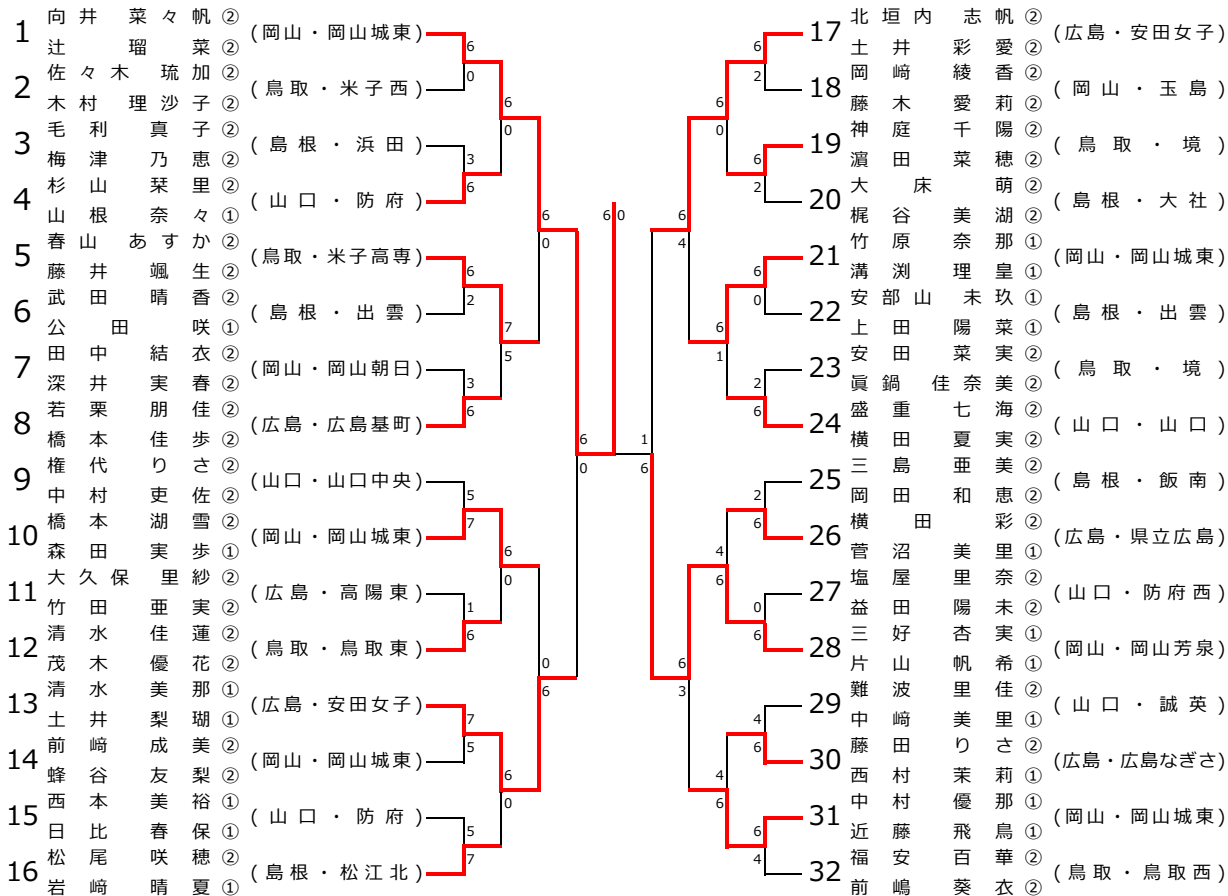 1 向井 菜々帆② (岡山・岡山城東)
辻 瑠菜②
2 佐々木 琉加② (鳥取・米子西)
木村 理沙子②
3 毛利 真子② (島根・浜田)
梅津 乃恵②
4 杉山 栞里② (山口・防府)
山根 奈々①
5 春山 あすか② (鳥取・米子高専)
藤井 颯生②
6 武田 晴香② (島根・出雲)
公田 咲①
7 田中 結衣② (岡山・岡山朝日)
深井 実春②
8 若栗 朋佳② (広島・広島基町)
橋本 佳歩②
9 権代 りさ② (山口・山口中央)
中村 吏佐②
10 橋本 湖雪② (岡山・岡山城東)
森田 実歩①
11 大久保 里紗② (広島・高陽東)
竹田 亜実②
12 清水 佳蓮② (鳥取・鳥取東)
茂木 優花②
13 清水 美那① (広島・安田女子)
土井 梨瑚①
14 前﨑 成美② (岡山・岡山城東)
蜂谷 友梨②
15 西本 美裕① (山口・防府)
日比 春保①
16 松尾 咲穂② (島根・松江北)
岩﨑 晴夏①
6 0
3 6
6 2
3 6
5 7
1 6
7 5
5 7
6 0
7 5
6 0
6 0
6 0
0 6
6 0
6 0
1 6
6 4
6 3
6 0
6 1
4 6
4 6
6 2
6 2
6 0
2 6
2 6
0 6
4 6
6 4
17 北垣内 志帆② (広島・安田女子)
土井 彩愛②
18 岡﨑 綾香② (岡山・玉島)
藤木 愛莉②
19 神庭 千陽② (鳥取・境)
濵田 菜穂②
20 大床 萌② (島根・大社)
梶谷 美湖②
21 竹原 奈那① (岡山・岡山城東)
溝渕 理皇①
22 安部山 未玖① (島根・出雲)
上田 陽菜①
23 安田 菜実② (鳥取・境)
眞鍋 佳奈美②
24 盛重 七海② (山口・山口)
横田 夏実②
25 三島 亜美② (島根・飯南)
岡田 和恵②
26 横田 彩② (広島・県立広島)
菅沼 美里①
27 塩屋 里奈② (山口・防府西)
益田 陽未②
28 三好 杏実① (岡山・岡山芳泉)
片山 帆希①
29 難波 里佳② (山口・誠英)
中﨑 美里①
30 藤田 りさ② (広島・広島なぎさ)
西村 茉莉①
31 中村 優那① (岡山・岡山城東)
近藤 飛鳥①
32 福安 百華② (鳥取・鳥取西)
前嶋 葵衣②